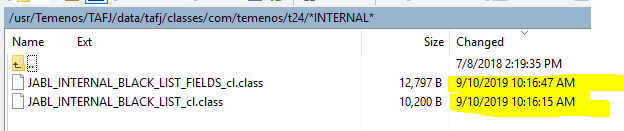 /usr/Temenos/TAFJ/data/tafj/classes/com/temenos/t24/*INTERNAL*
Name Ext Size Changed
.. 7/8/2018 2:19:35 PM
JABL_INTERNAL_BLACK_LIST_FIELDS_cl.class 12,797 B 9/10/2019 10:16:47 AM
JABL_INTERNAL_BLACK_LIST_cl.class 10,200 B 9/10/2019 10:16:15 AM